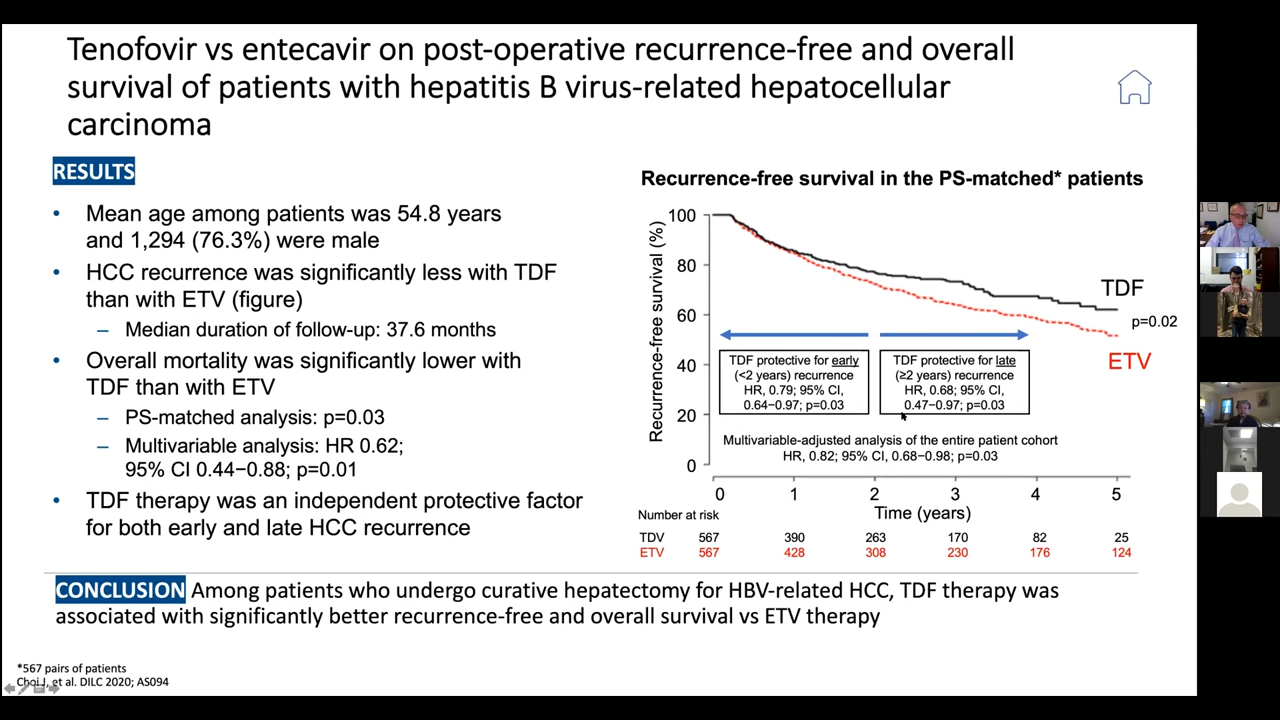 Tenofovir vs entecavir on post-operative recurrence-free and overall
survival of patients with hepatitis B virus-related hepatocellular
carcinoma
RESULTS
• Mean age among patients was 54.8 years
and 1,294 (76.3%) were male
• HCC recurrence was significantly less with TDF
than with ETV (figure)
– Median duration of follow-up: 37.6 months
• Overall mortality was significantly lower with
TDF than with ETV
– PS-matched analysis: p=0.03
– Multivariable analysis: HR 0.62;
95% CI 0.44−0.88; p=0.01
• TDF therapy was an independent protective factor
for both early and late HCC recurrence
Recurrence-free survival in the PS-matched* patients
Recurrence-free survival (%)
100
80
60
40
20
0
TDF
p=0.02
ETV
TDF protective for early
(<2 years) recurrence
HR, 0.79; 95% CI,
0.64−0.97; p=0.03
TDF protective for late
(≥2 years) recurrence
HR, 0.68; 95% CI,
0.47−0.97; p=0.03
Multivariable-adjusted analysis of the entire patient cohort
HR, 0.82; 95% CI, 0.68−0.98; p=0.03
0 1 2 3 4 5
Time (years)
Number at risk
TDV 567 390 263 170 82 25
ETV 567 428 308 230 176 124
CONCLUSION Among patients who undergo curative hepatectomy for HBV-related HCC, TDF therapy was
associated with significantly better recurrence-free and overall survival vs ETV therapy
*567 pairs of patients
Choi J, et al. DILC 2020; AS094